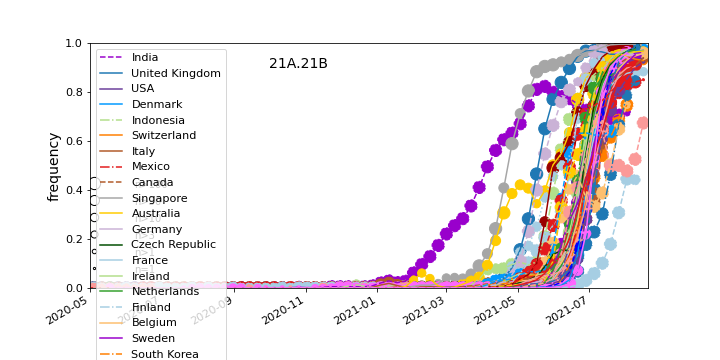 21A.21B
frequency
1.0
0.8
0.6
0.4
0.2
0.0
2020-05
2020-09
2020-11
2021-01
2021-03
2021-05
2021-07
India
United Kingdom
USA
Denmark
Indonesia
Switzerland
Italy
Mexico
Canada
Singapore
Australia
Germany
Czech Republic
France
Ireland
Netherlands
Finland
Belgium
Sweden
South Korea